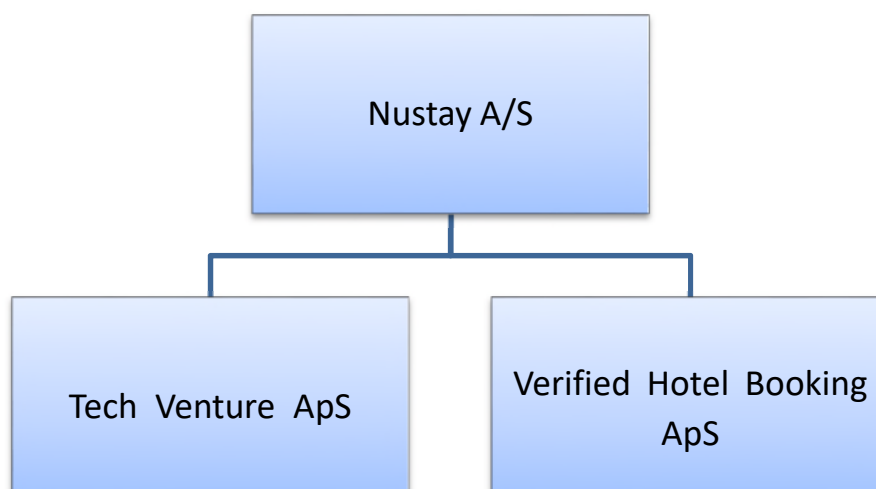 Nustay A/S
Tech Venture ApS
Verified Hotel Booking
ApS